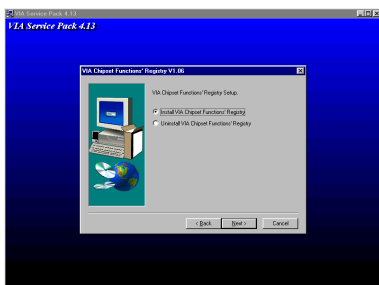 VIA Service Pack 4.13
VIA Service Pack 4.13
VIA Chipset Functions' Registry V1.06
VIA Chipset Functions' Registry Setup.
Install VIA Chipset Functions' Registry
Uninstall VIA Chipset Functions' Registry
< Back
Next >
Cancel